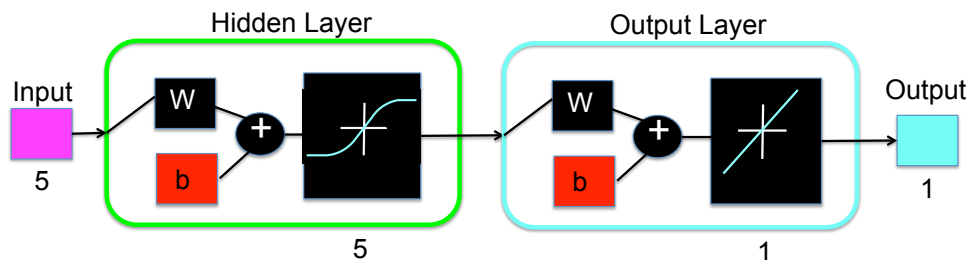 Hidden Layer
Output Layer
Input
Output
W
+
b
W
+
b
5
1
5
1